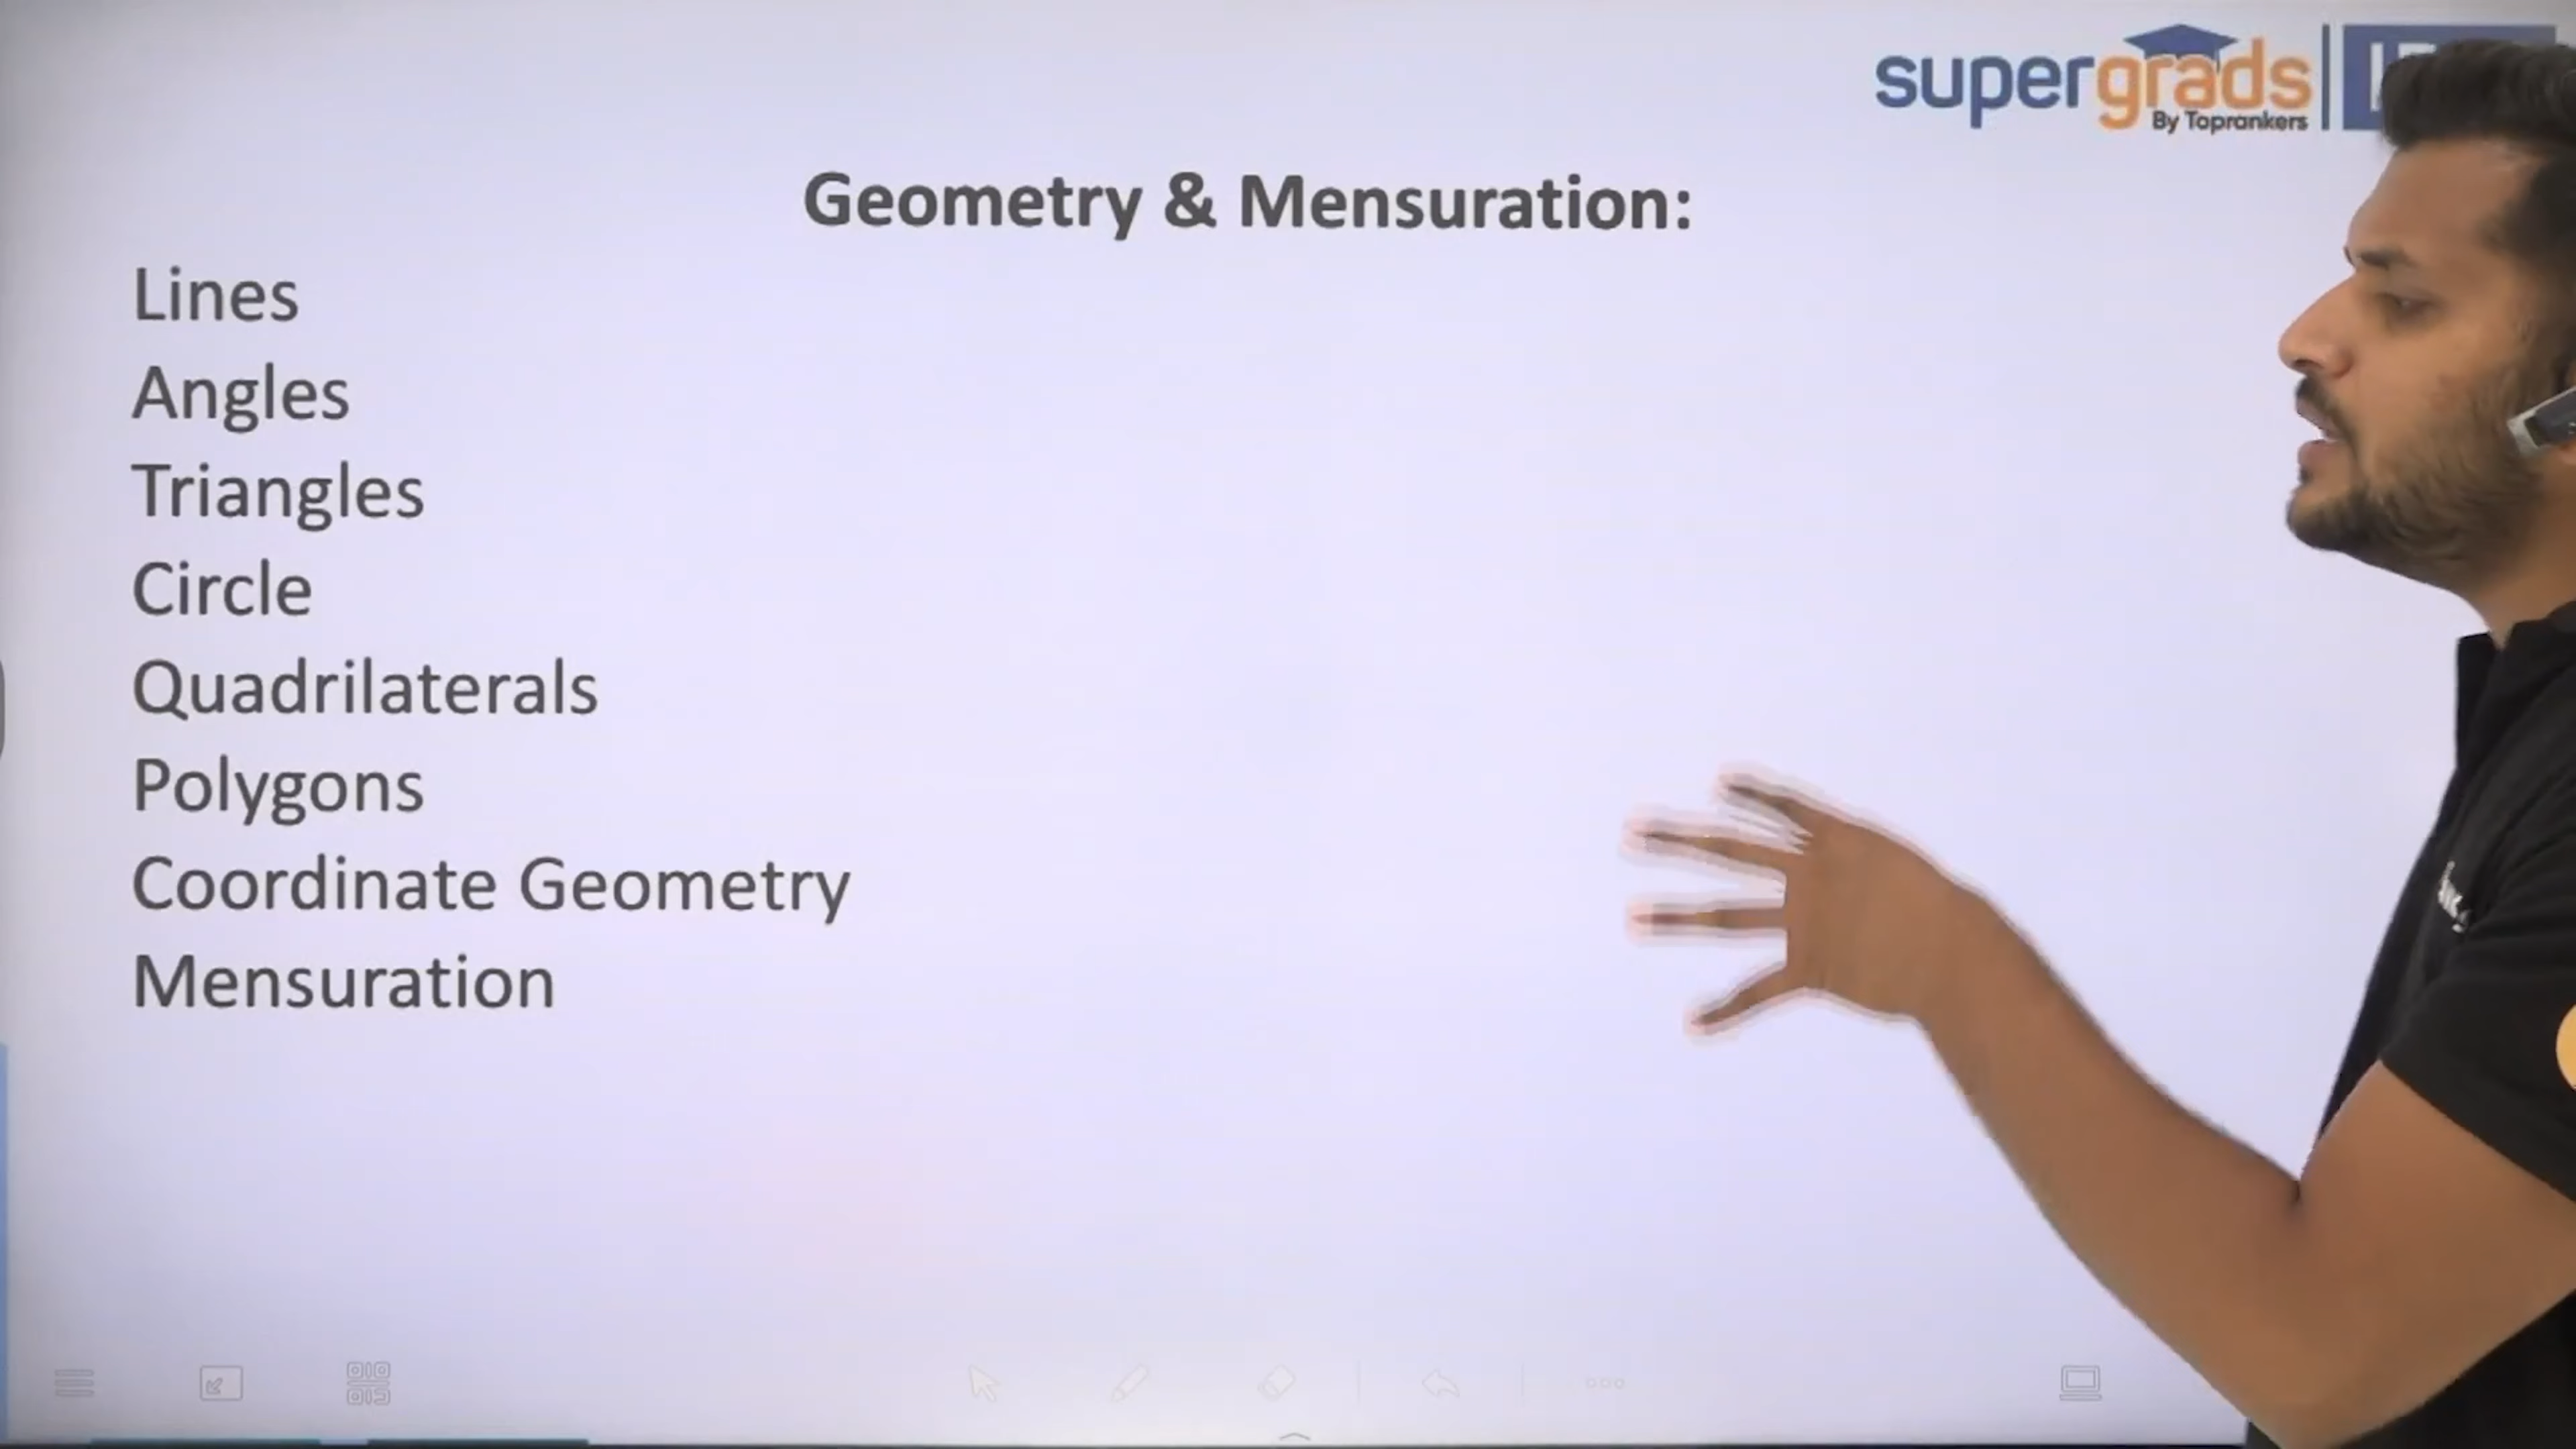 supergrads
By Toprankers
Geometry & Mensuration:
Lines
Angles
Triangles
Circle
Quadrilaterals
Polygons
Coordinate Geometry
Mensuration